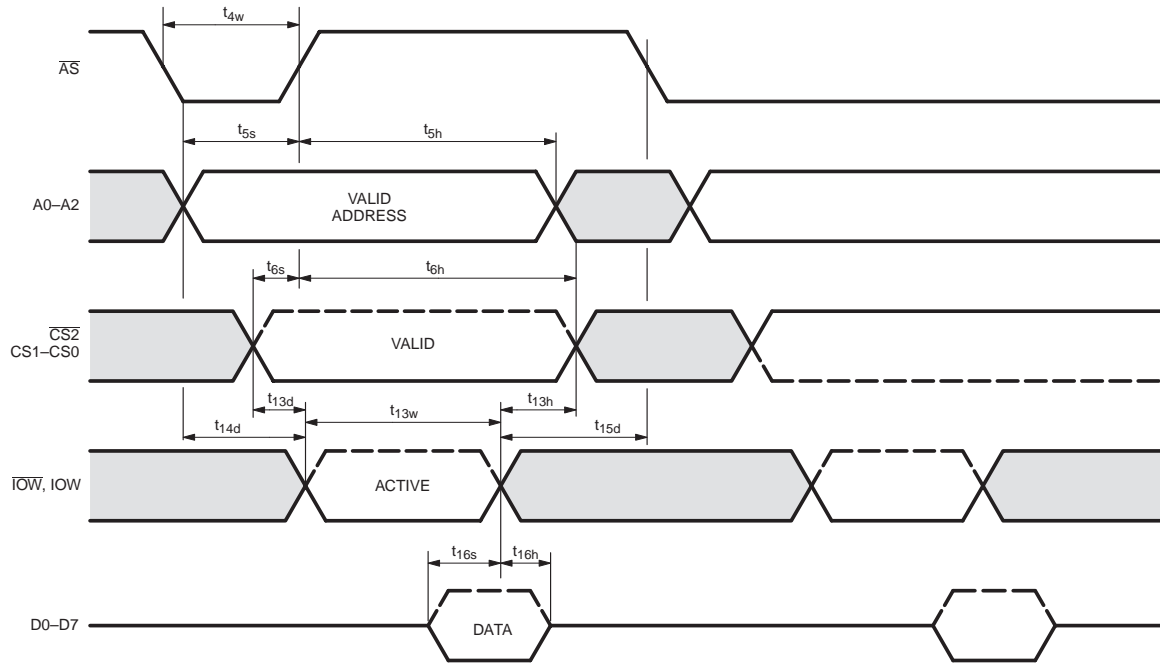 t4w
AS
t5s
t5h
A0–A2
VALID
ADDRESS
t6s
t6h
CS2
CS1–CS0
VALID
t13d
t13w
t13h
t14d
t15d
IOW, IOW
ACTIVE
t16s
t16h
D0–D7
DATA